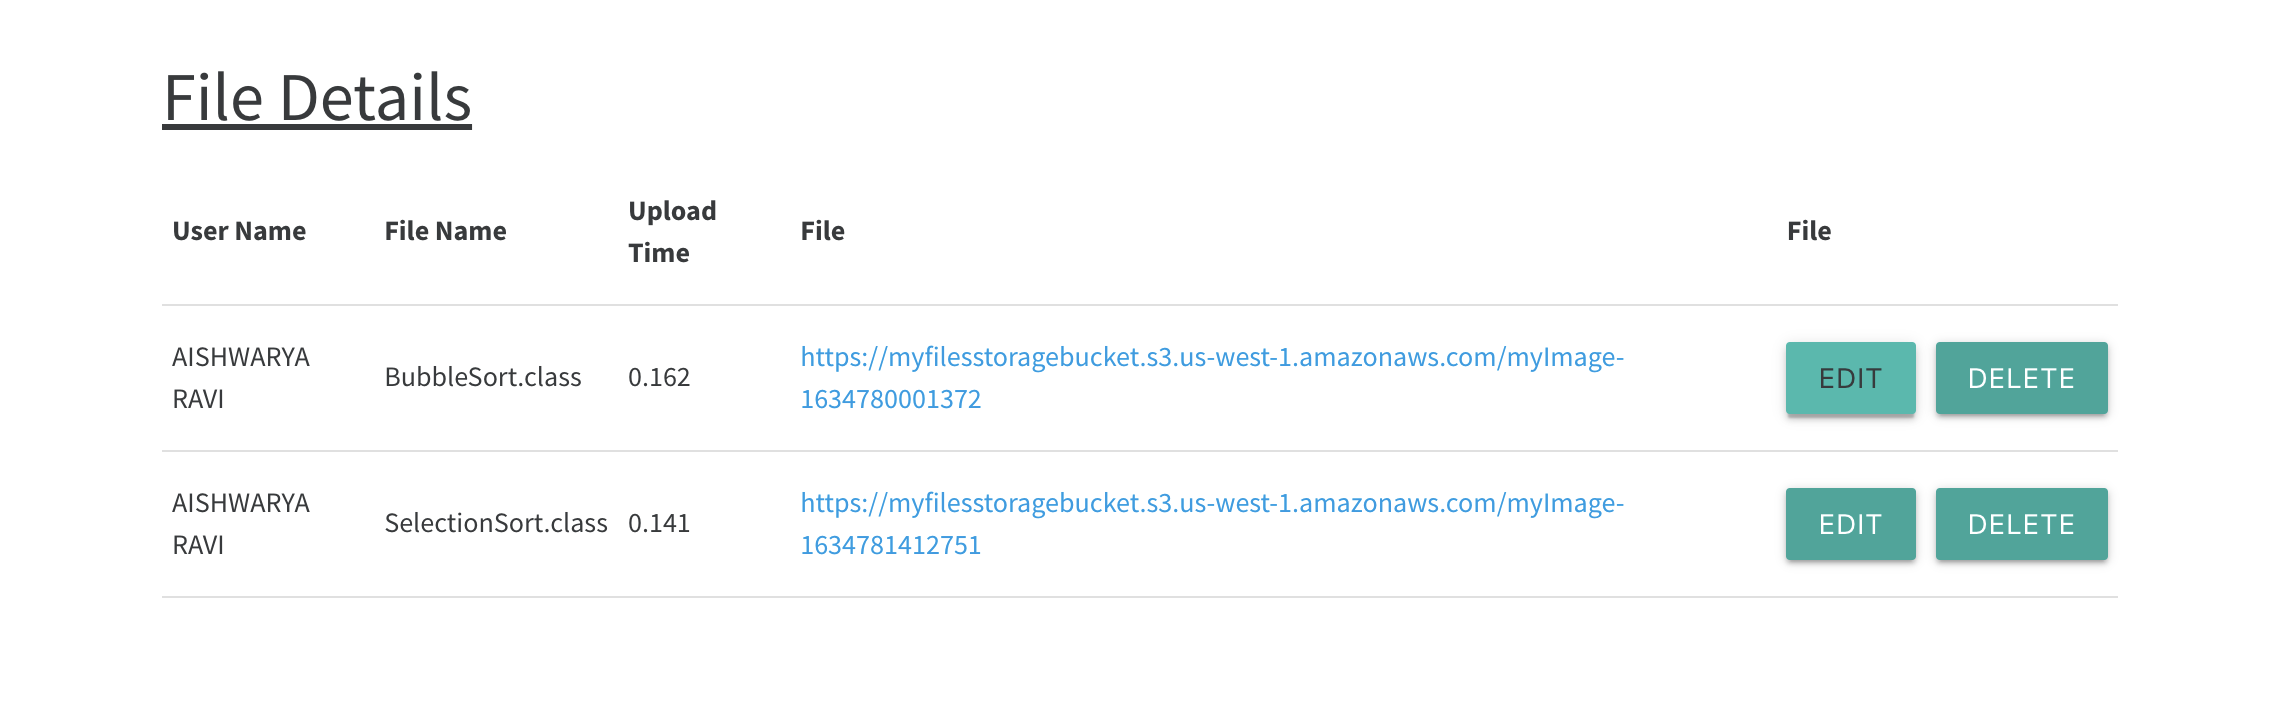 File Details
User Name File Name Upload Time File File
AISHWARYA RAVI BubbleSort.class 0.162 https://myfilesstoragebucket.s3.us-west-1.amazonaws.com/myImage-1634780001372 EDIT DELETE
AISHWARYA RAVI SelectionSort.class 0.141 https://myfilesstoragebucket.s3.us-west-1.amazonaws.com/myImage-1634781412751 EDIT DELETE